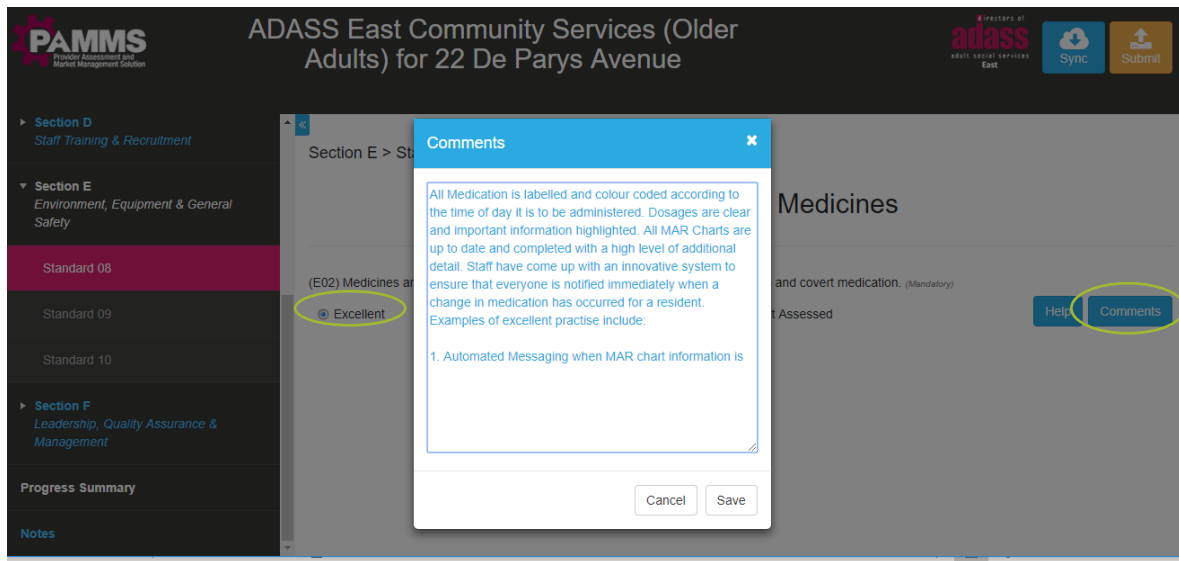 PAMMS
Provider Assessment and
Market Management Solution
ADASS East Community Services (Older
Adults) for 22 De Parys Avenue
directors of
adass
adult social services
East
Sync
Submit
Section D
Staff Training & Recruitment
Section E
Environment, Equipment & General
Safety
Standard 08
Standard 09
Standard 10
Section F
Leadership, Quality Assurance &
Management
Progress Summary
Notes
Section E > St
Medicines
(E02) Medicines ar
and covert medication. (Mandatory)
Excellent
t Assessed
Help
Comments
Comments
All Medication is labelled and colour coded according to
the time of day it is to be administered. Dosages are clear
and important information highlighted. All MAR Charts are
up to date and completed with a high level of additional
detail. Staff have come up with an innovative system to
ensure that everyone is notified immediately when a
change in medication has occurred for a resident.
Examples of excellent practise include:
1. Automated Messaging when MAR chart information is
Cancel
Save